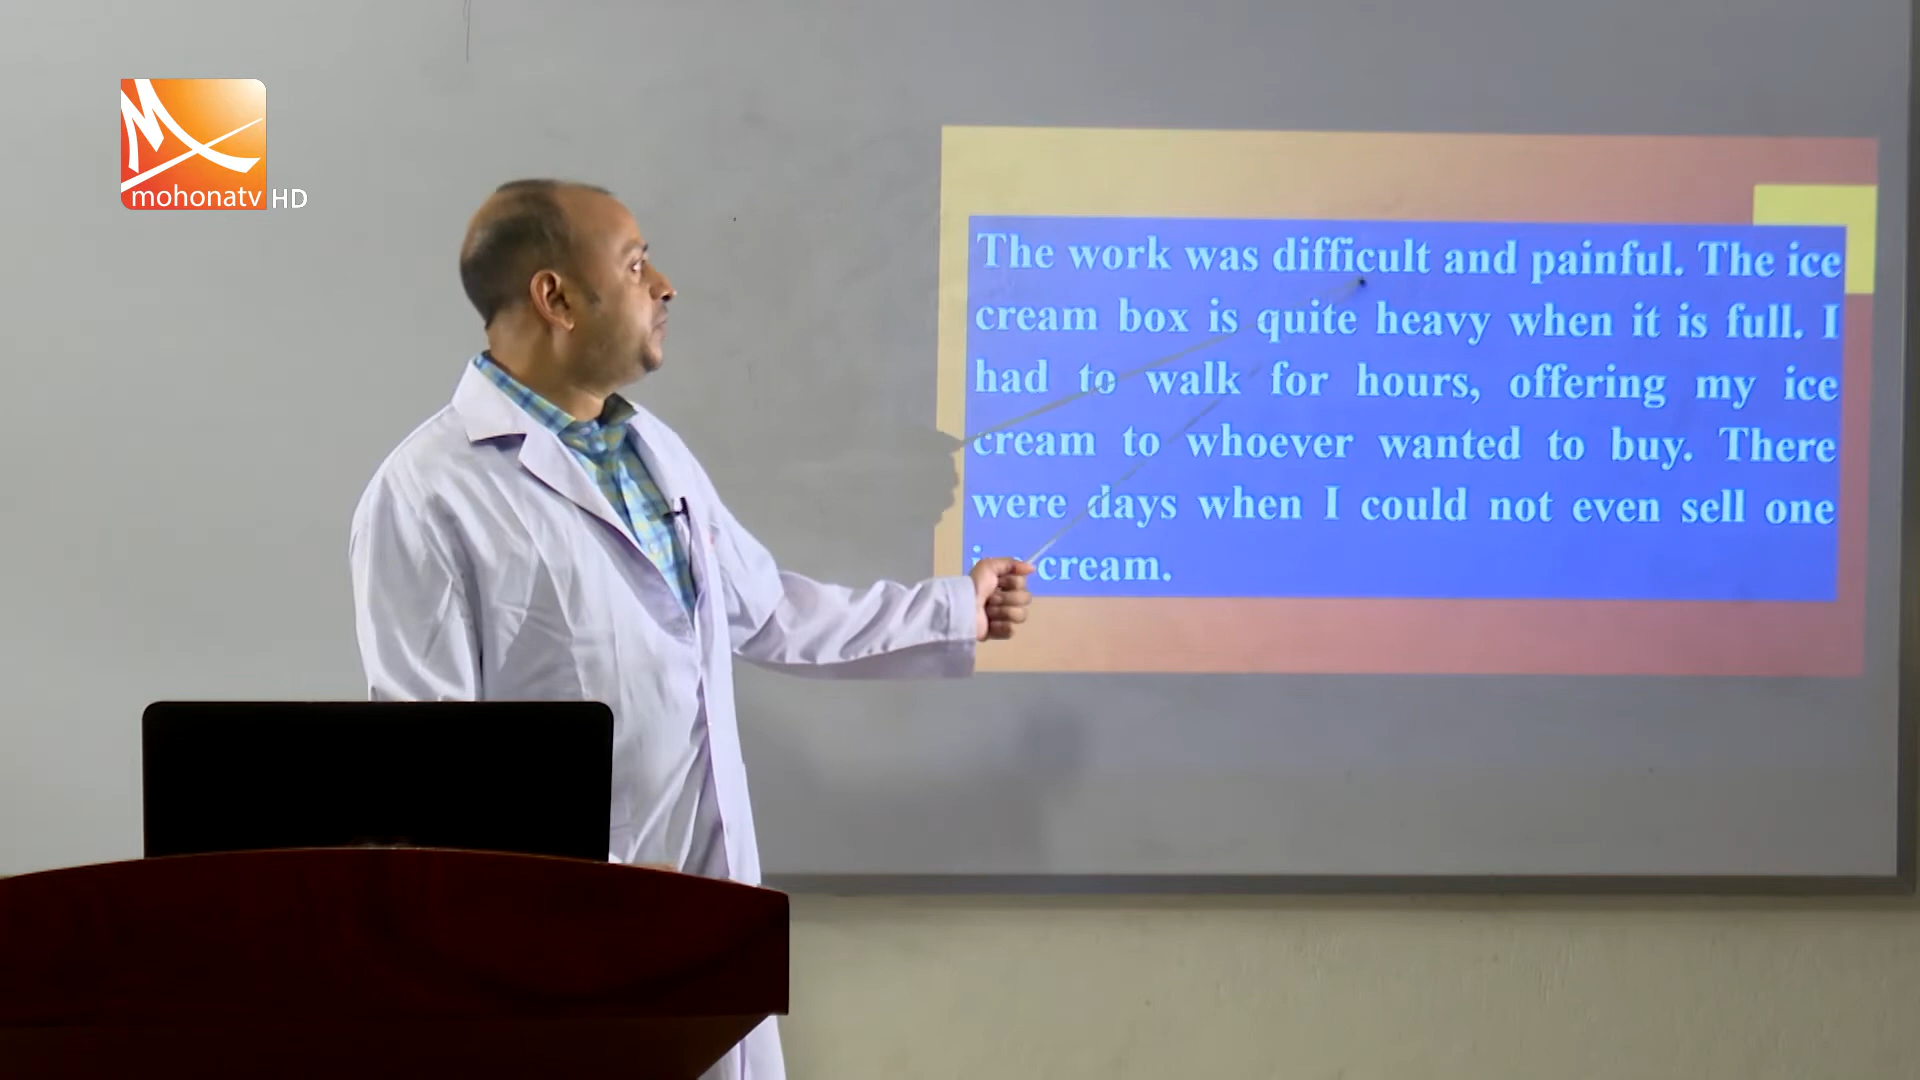 mohonatv HD
The work was difficult and painful. The ice
cream box is quite heavy when it is full. I
had to walk for hours, offering my ice
cream to whoever wanted to buy. There
were days when I could not even sell one
cream.